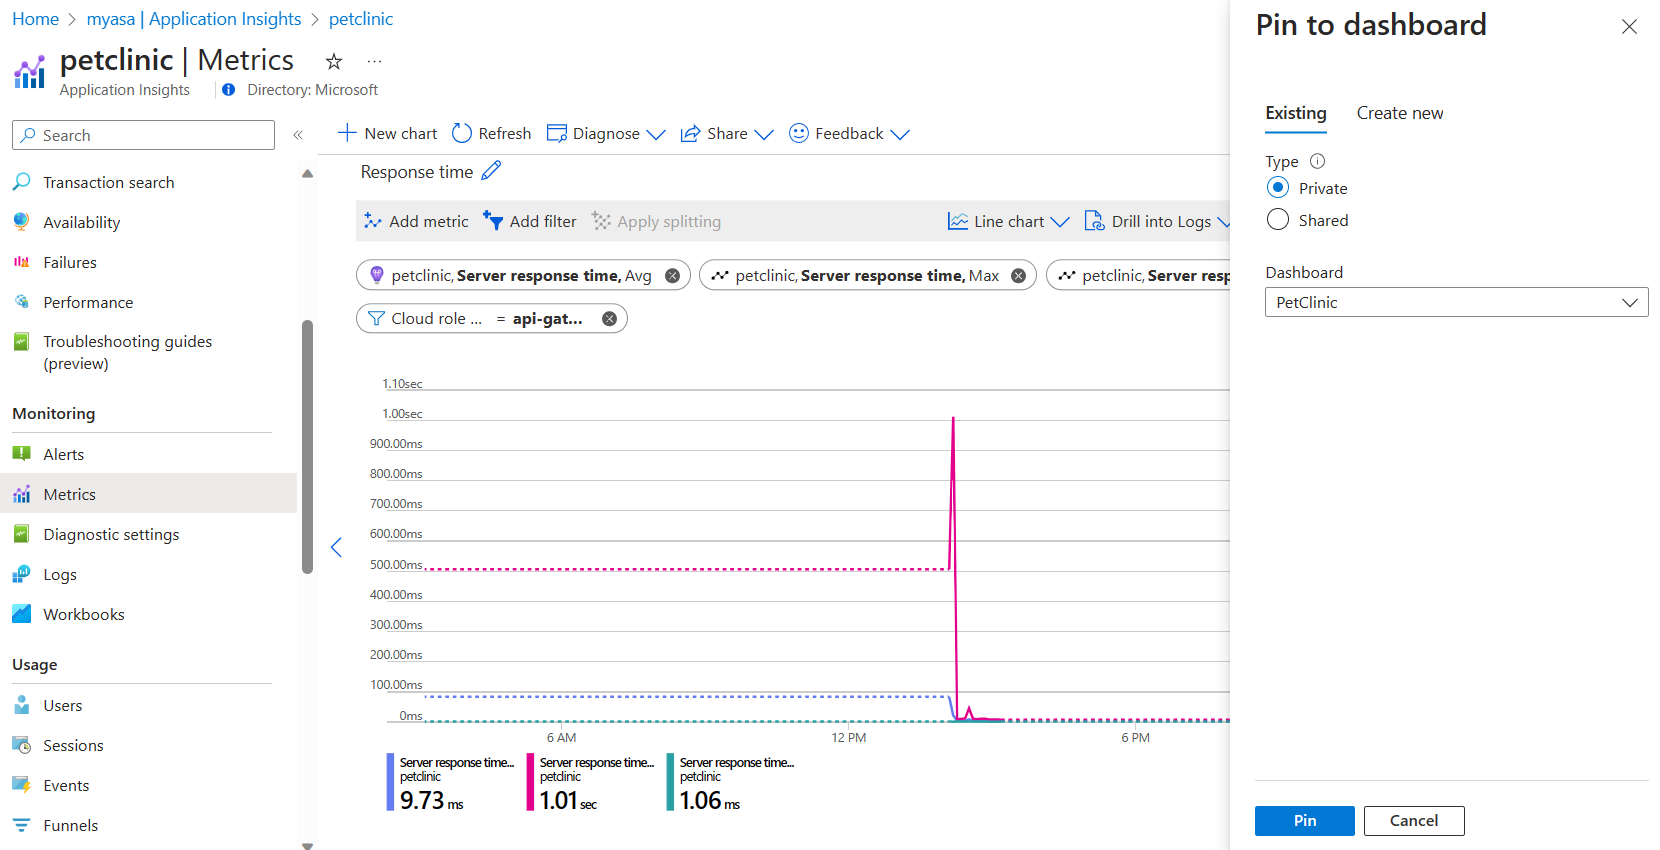 Home > myasa | Application Insights > petclinic
petclinic | Metrics
Application Insights
Directory: Microsoft
Search
Transaction search
Availability
Failures
Performance
Troubleshooting guides
(preview)
Monitoring
Alerts
Metrics
Diagnostic settings
Logs
Workbooks
Usage
Users
Sessions
Events
Funnels
New chart
Refresh
Diagnose
Share
Feedback
Response time
Add metric
Add filter
Apply splitting
Line chart
Drill into Logs
petclinic, Server response time, Avg
petclinic, Server response time, Max
petclinic, Server resp
Cloud role ... = api-gat...
1.10sec
1.00sec
900.00ms
800.00ms
700.00ms
600.00ms
500.00ms
400.00ms
300.00ms
200.00ms
100.00ms
0ms
6 AM
12 PM
6 PM
Server response time...
petclinic
9.73 ms
Server response time...
petclinic
1.01 sec
Server response time...
petclinic
1.06 ms
Pin to dashboard
Existing
Create new
Type
Private
Shared
Dashboard
PetClinic
Pin
Cancel